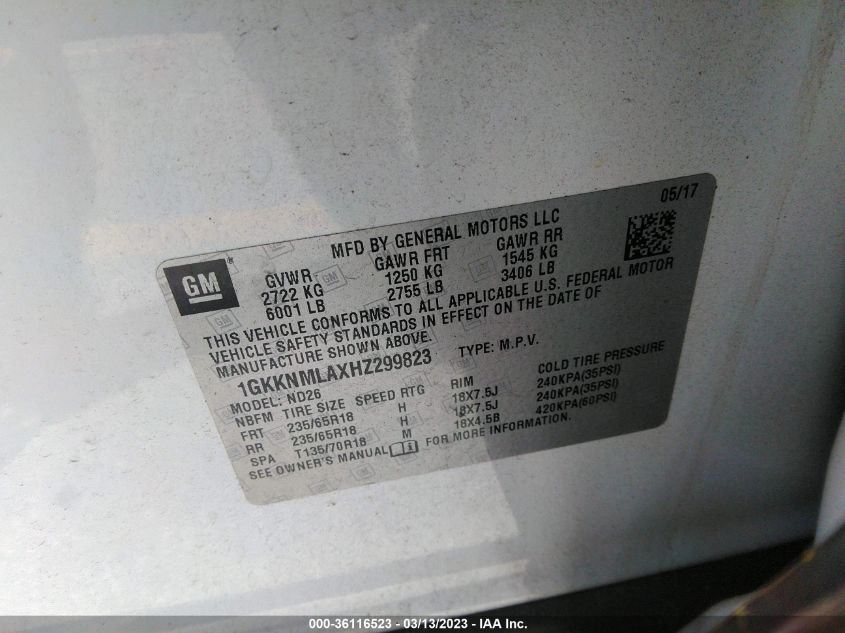 05/17
MFD BY GENERAL MOTORS LLC
GM
GVWR GAWR FRT GAWR RR
2722 KG 1250 KG 1545 KG
6001 LB 2755 LB 3406 LB
THIS VEHICLE CONFORMS TO ALL APPLICABLE U.S. FEDERAL MOTOR
VEHICLE SAFETY STANDARDS IN EFFECT ON THE DATE OF
MANUFACTURE SHOWN ABOVE.
1GKKNMLAXHZ299823 TYPE: M.P.V.
MODEL: ND26
NBFM TIRE SIZE SPEED RTG RIM COLD TIRE PRESSURE
FRT 235/65R18 H 18X7.5J 240KPA(35PSI)
RR 235/65R18 H 18X7.5J 240KPA(35PSI)
SPA T135/70R18 M 18X4.5B 420KPA(60PSI)
SEE OWNER'S MANUAL FOR MORE INFORMATION.
000-36116523 - 03/13/2023 - IAA Inc.